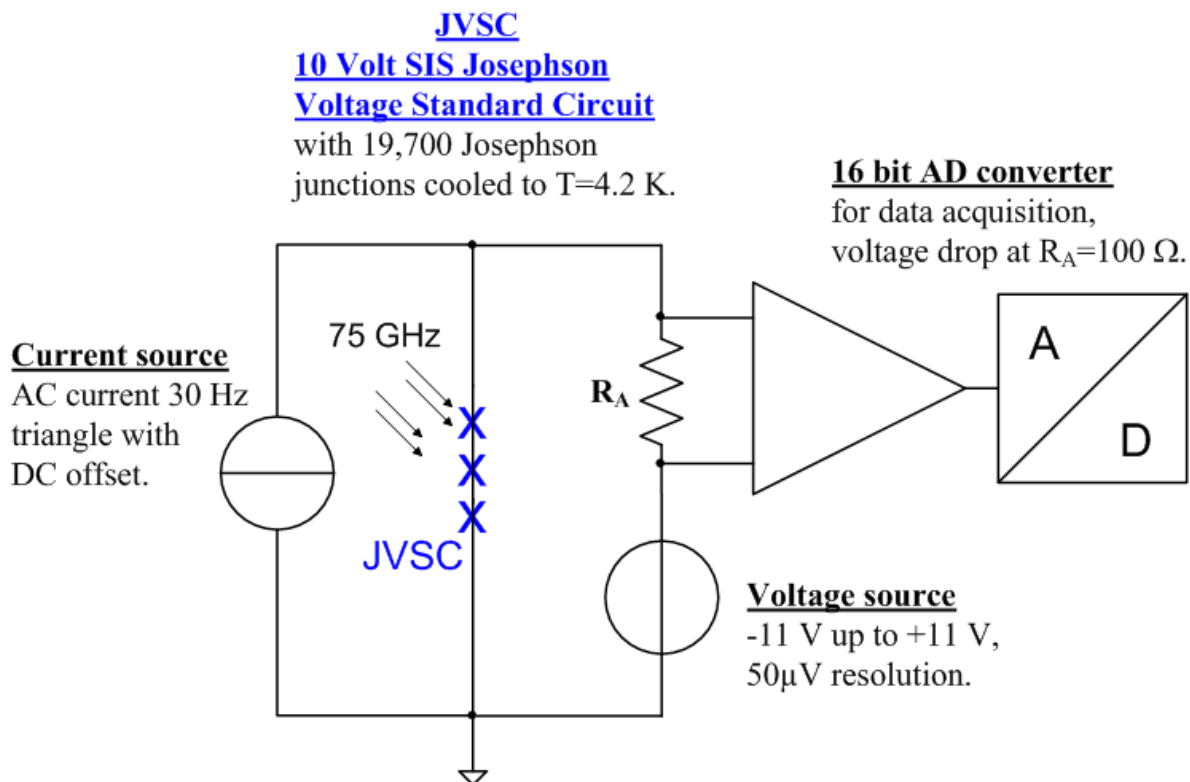 JVSC
10 Volt SIS Josephson
Voltage Standard Circuit
with 19,700 Josephson
junctions cooled to T=4.2 K.
16 bit AD converter
for data acquisition,
voltage drop at RA=100 Ω.
75 GHz
Current source
AC current 30 Hz
triangle with
DC offset.
RA
A
D
X
X
X
JVSC
Voltage source
-11 V up to +11 V,
50µV resolution.